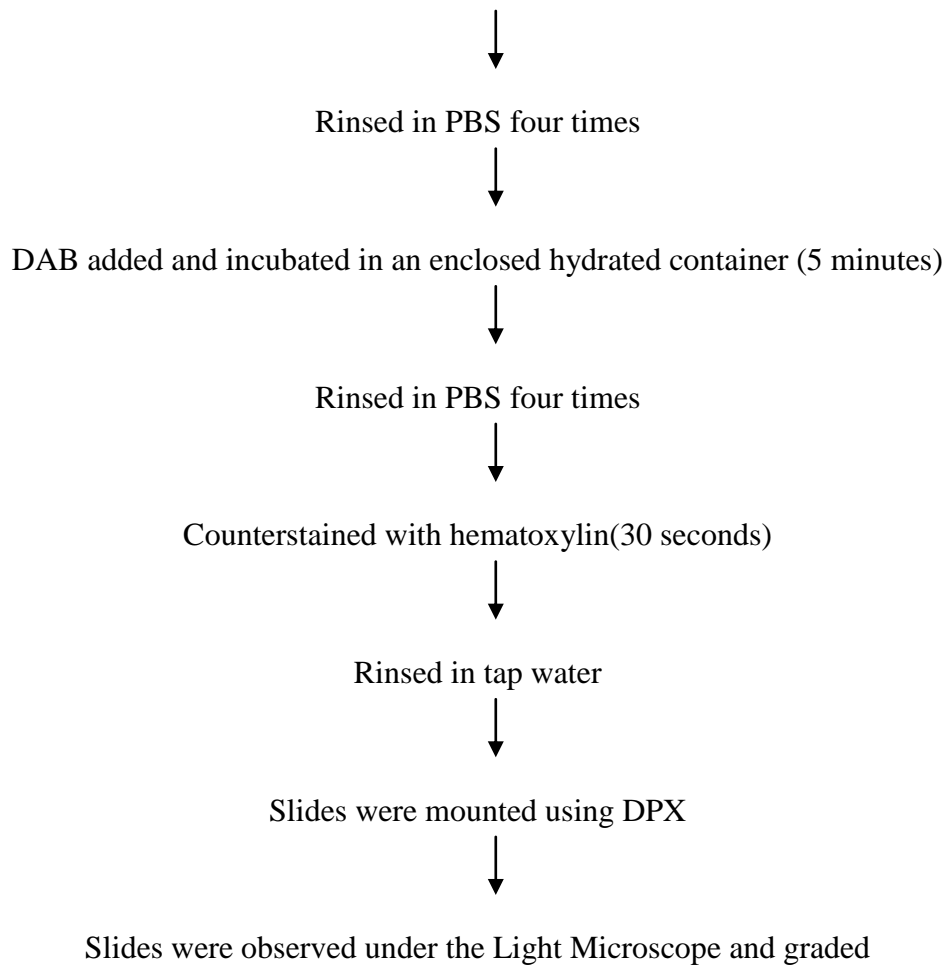 Rinsed in PBS four times
DAB added and incubated in an enclosed hydrated container (5 minutes)
Rinsed in PBS four times
Counterstained with hematoxylin(30 seconds)
Rinsed in tap water
Slides were mounted using DPX
Slides were observed under the Light Microscope and graded